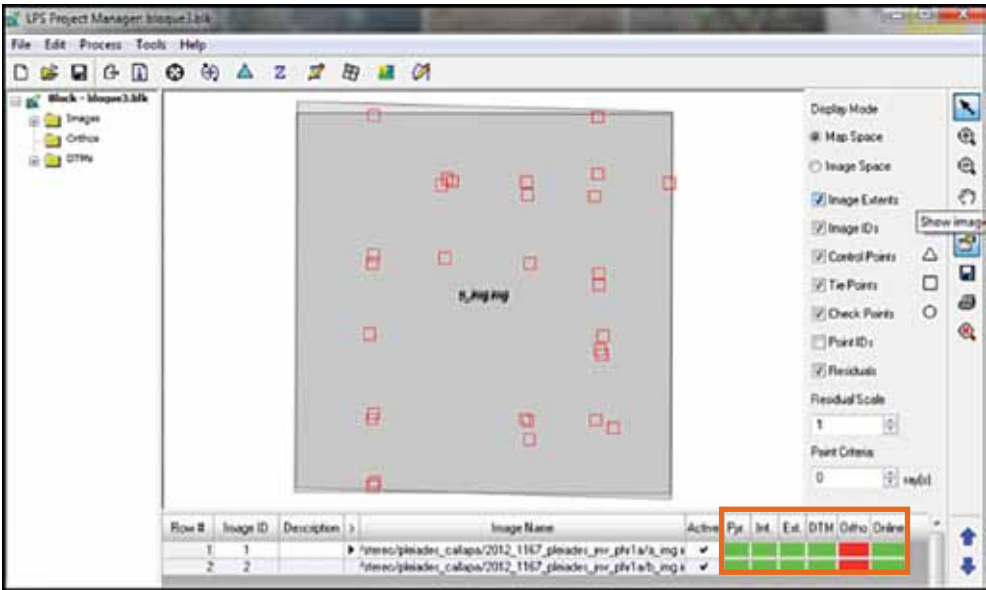 LPS Project Manager: bloque3.blk
File Edit Process Tools Help
Z
Block - bloque3.blk
Images
Orthos
DTMs
Display Mode
Map Space
Image Space
Image Extents
Show image
Image IDs
Control Points
Tie Points
Check Points
Point IDs
Residuals
Residual Scale
1
Point Criteria
0 ray(s)
Row # Image ID Description > Image Name Active Pyr. Int. Ext. DTM Ortho Online
1 1
2 2